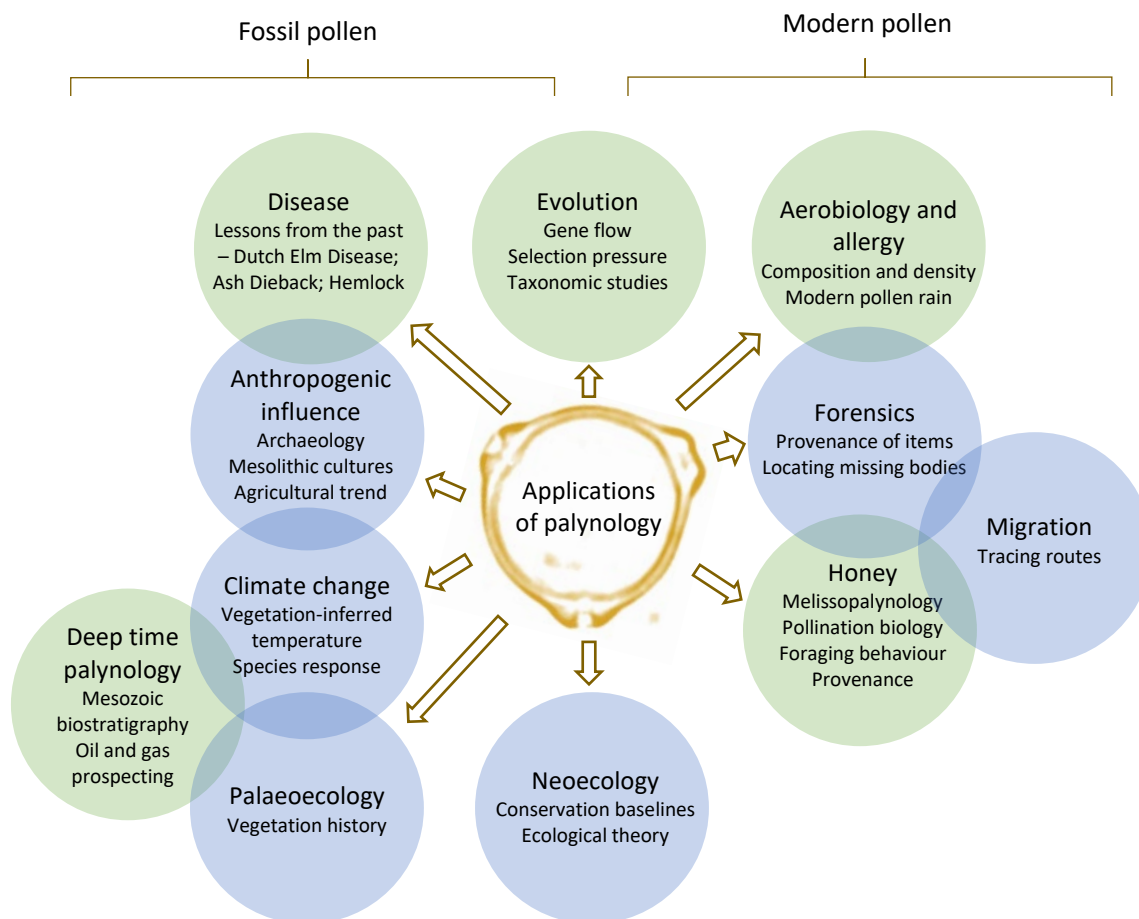 Fossil pollen
Modern pollen
Disease
Lessons from the past
– Dutch Elm Disease;
Ash Dieback; Hemlock
Evolution
Gene flow
Selection pressure
Taxonomic studies
Aerobiology and
allergy
Composition and density
Modern pollen rain
Anthropogenic
influence
Archaeology
Mesolithic cultures
Agricultural trend
Applications
of palynology
Forensics
Provenance of items
Locating missing bodies
Migration
Tracing routes
Climate change
Vegetation-inferred
temperature
Species response
Honey
Melissopalynology
Pollination biology
Foraging behaviour
Provenance
Deep time
palynology
Mesozoic
biostratigraphy
Oil and gas
prospecting
Palaeoecology
Vegetation history
Neoecology
Conservation baselines
Ecological theory